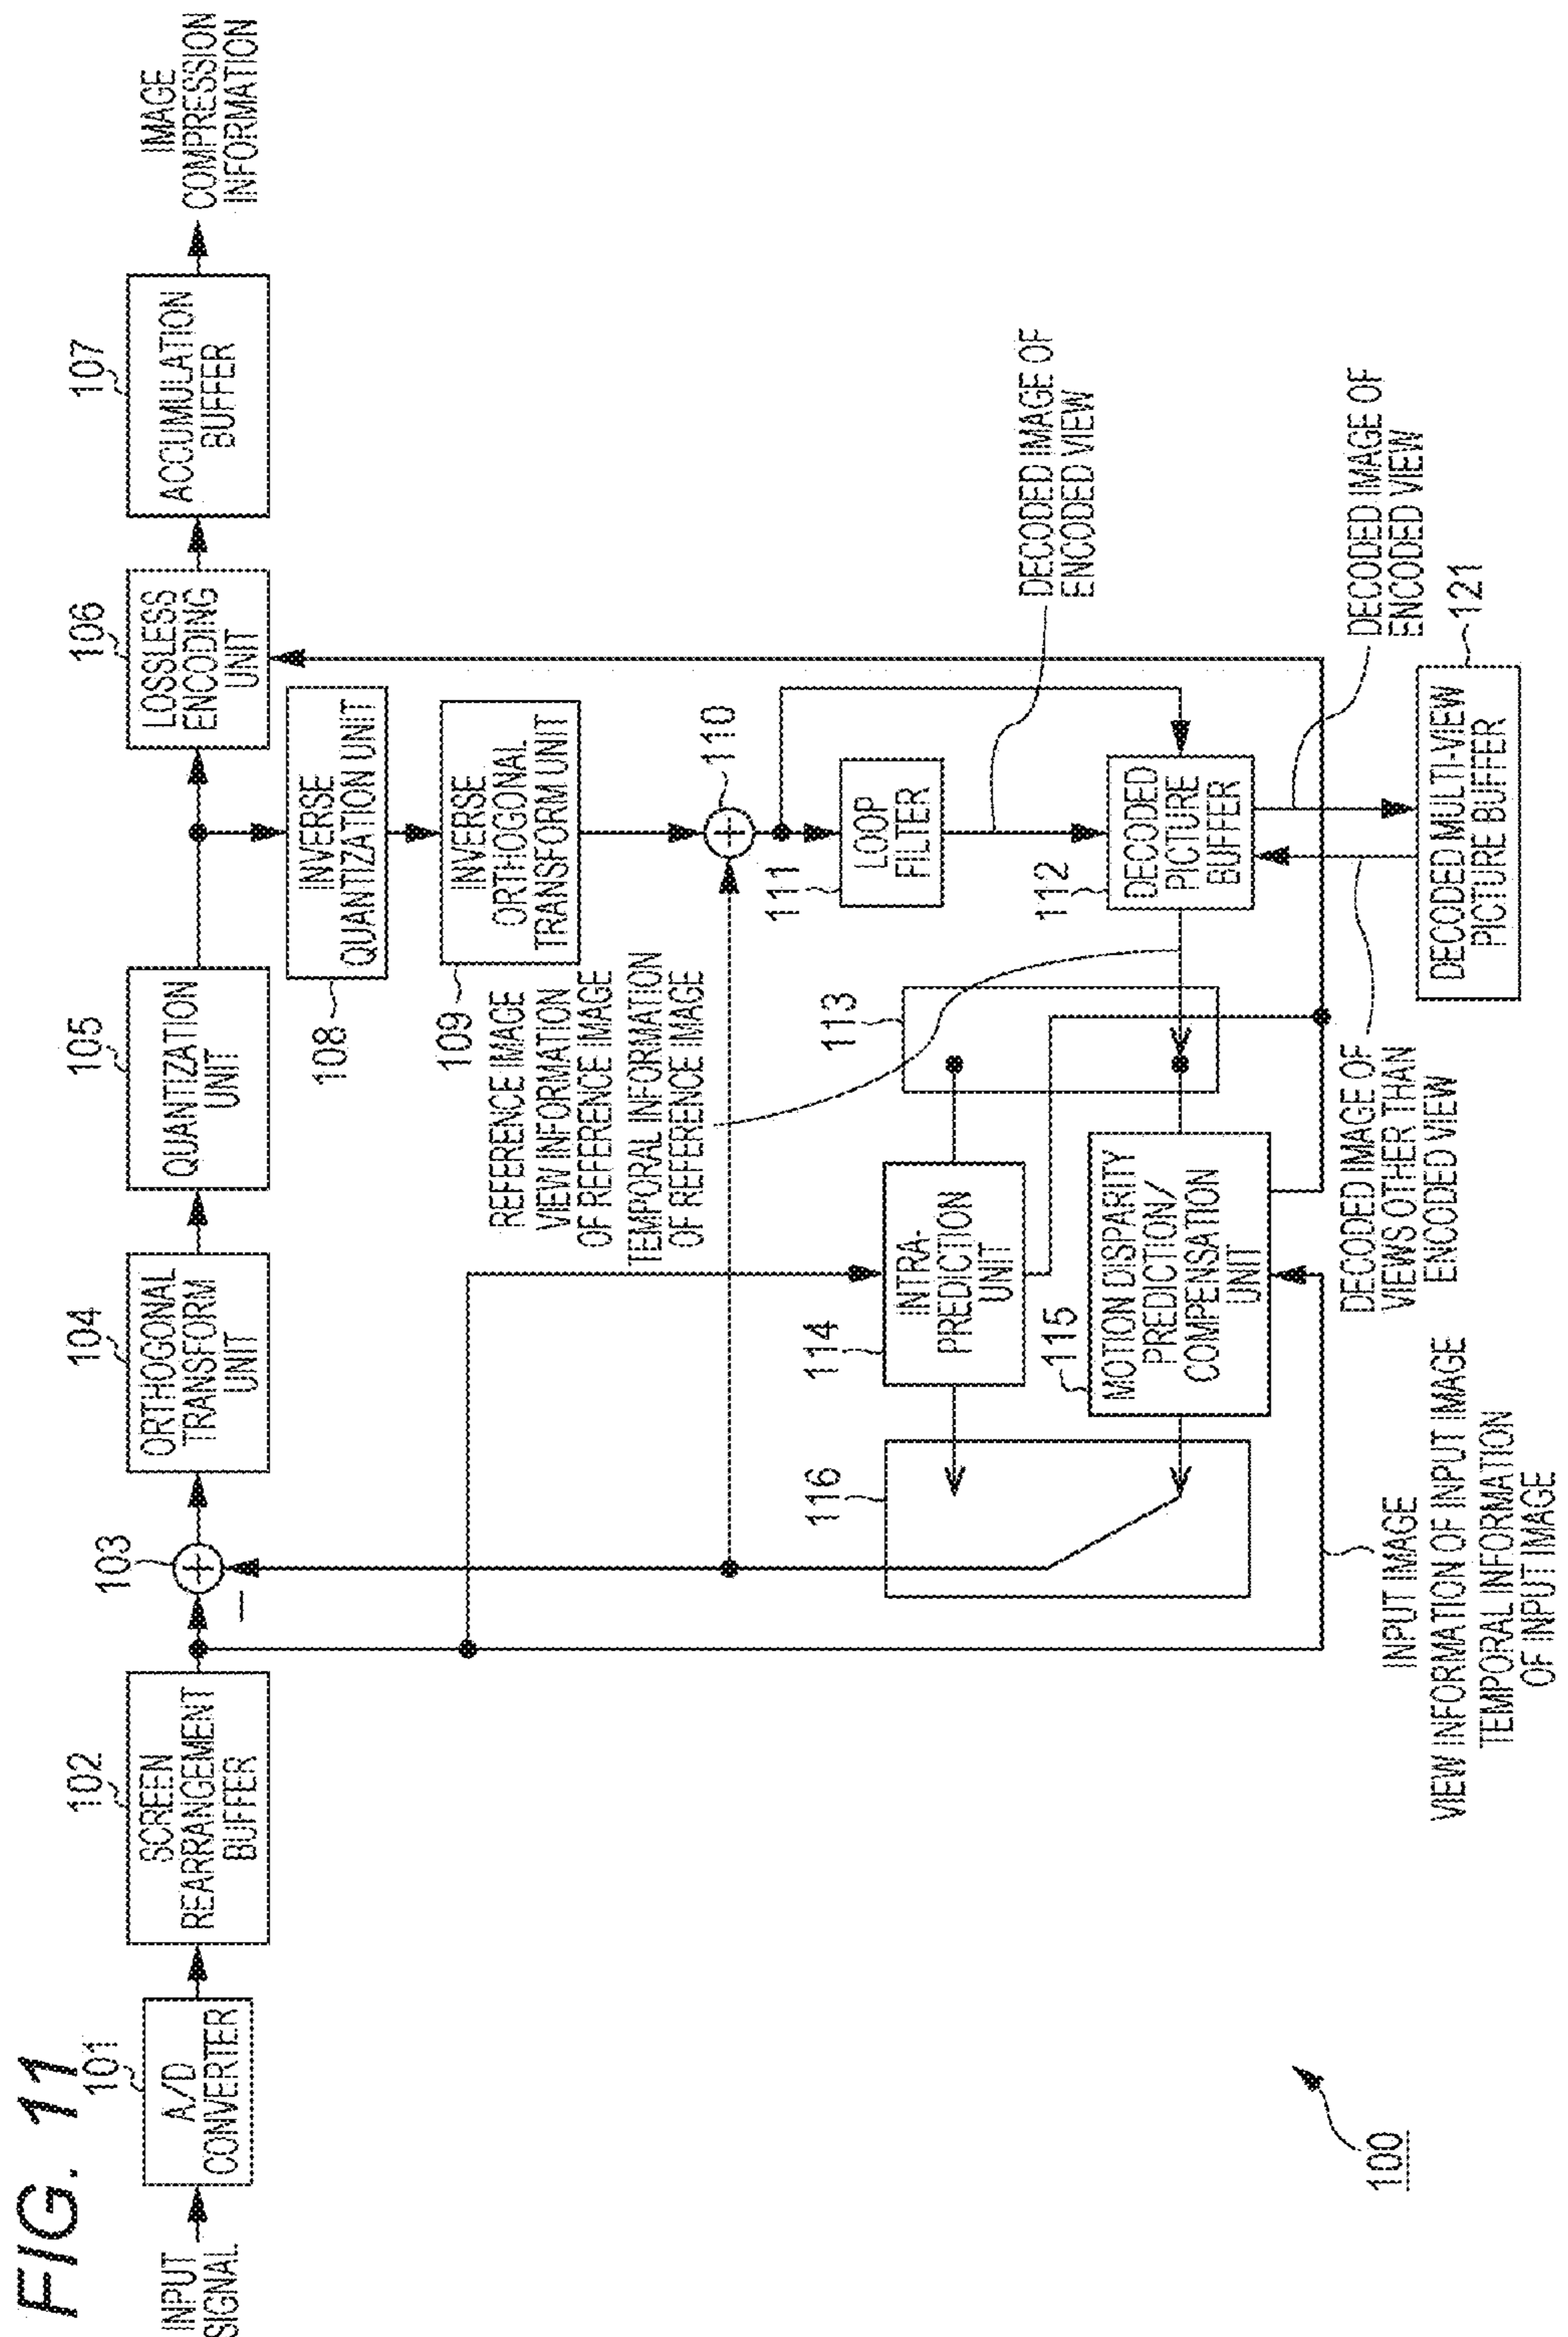 FIG. 11
INPUT
SIGNAL
101
A/D
CONVERTER
102
SCREEN
REARRANGEMENT
BUFFER
103
+
−
104
ORTHOGONAL
TRANSFORM
UNIT
105
QUANTIZATION
UNIT
106
LOSSLESS
ENCODING
UNIT
107
ACCUMULATION
BUFFER
IMAGE
COMPRESSION
INFORMATION
INVERSE
QUANTIZATION UNIT
108
INVERSE
ORTHOGONAL
TRANSFORM UNIT
109
REFERENCE IMAGE
VIEW INFORMATION
OF REFERENCE IMAGE
TEMPORAL INFORMATION
OF REFERENCE IMAGE
110
+
111
LOOP
FILTER
DECODED IMAGE OF
ENCODED VIEW
112
DECODED
PICTURE
BUFFER
113
114
INTRA-
PREDICTION
UNIT
115
MOTION DISPARITY
PREDICTION/
COMPENSATION
UNIT
116
DECODED IMAGE OF
ENCODED VIEW
121
DECODED MULTI-VIEW
PICTURE BUFFER
DECODED IMAGE OF
VIEWS OTHER THAN
ENCODED VIEW
INPUT IMAGE
VIEW INFORMATION OF INPUT IMAGE
TEMPORAL INFORMATION
OF INPUT IMAGE
100